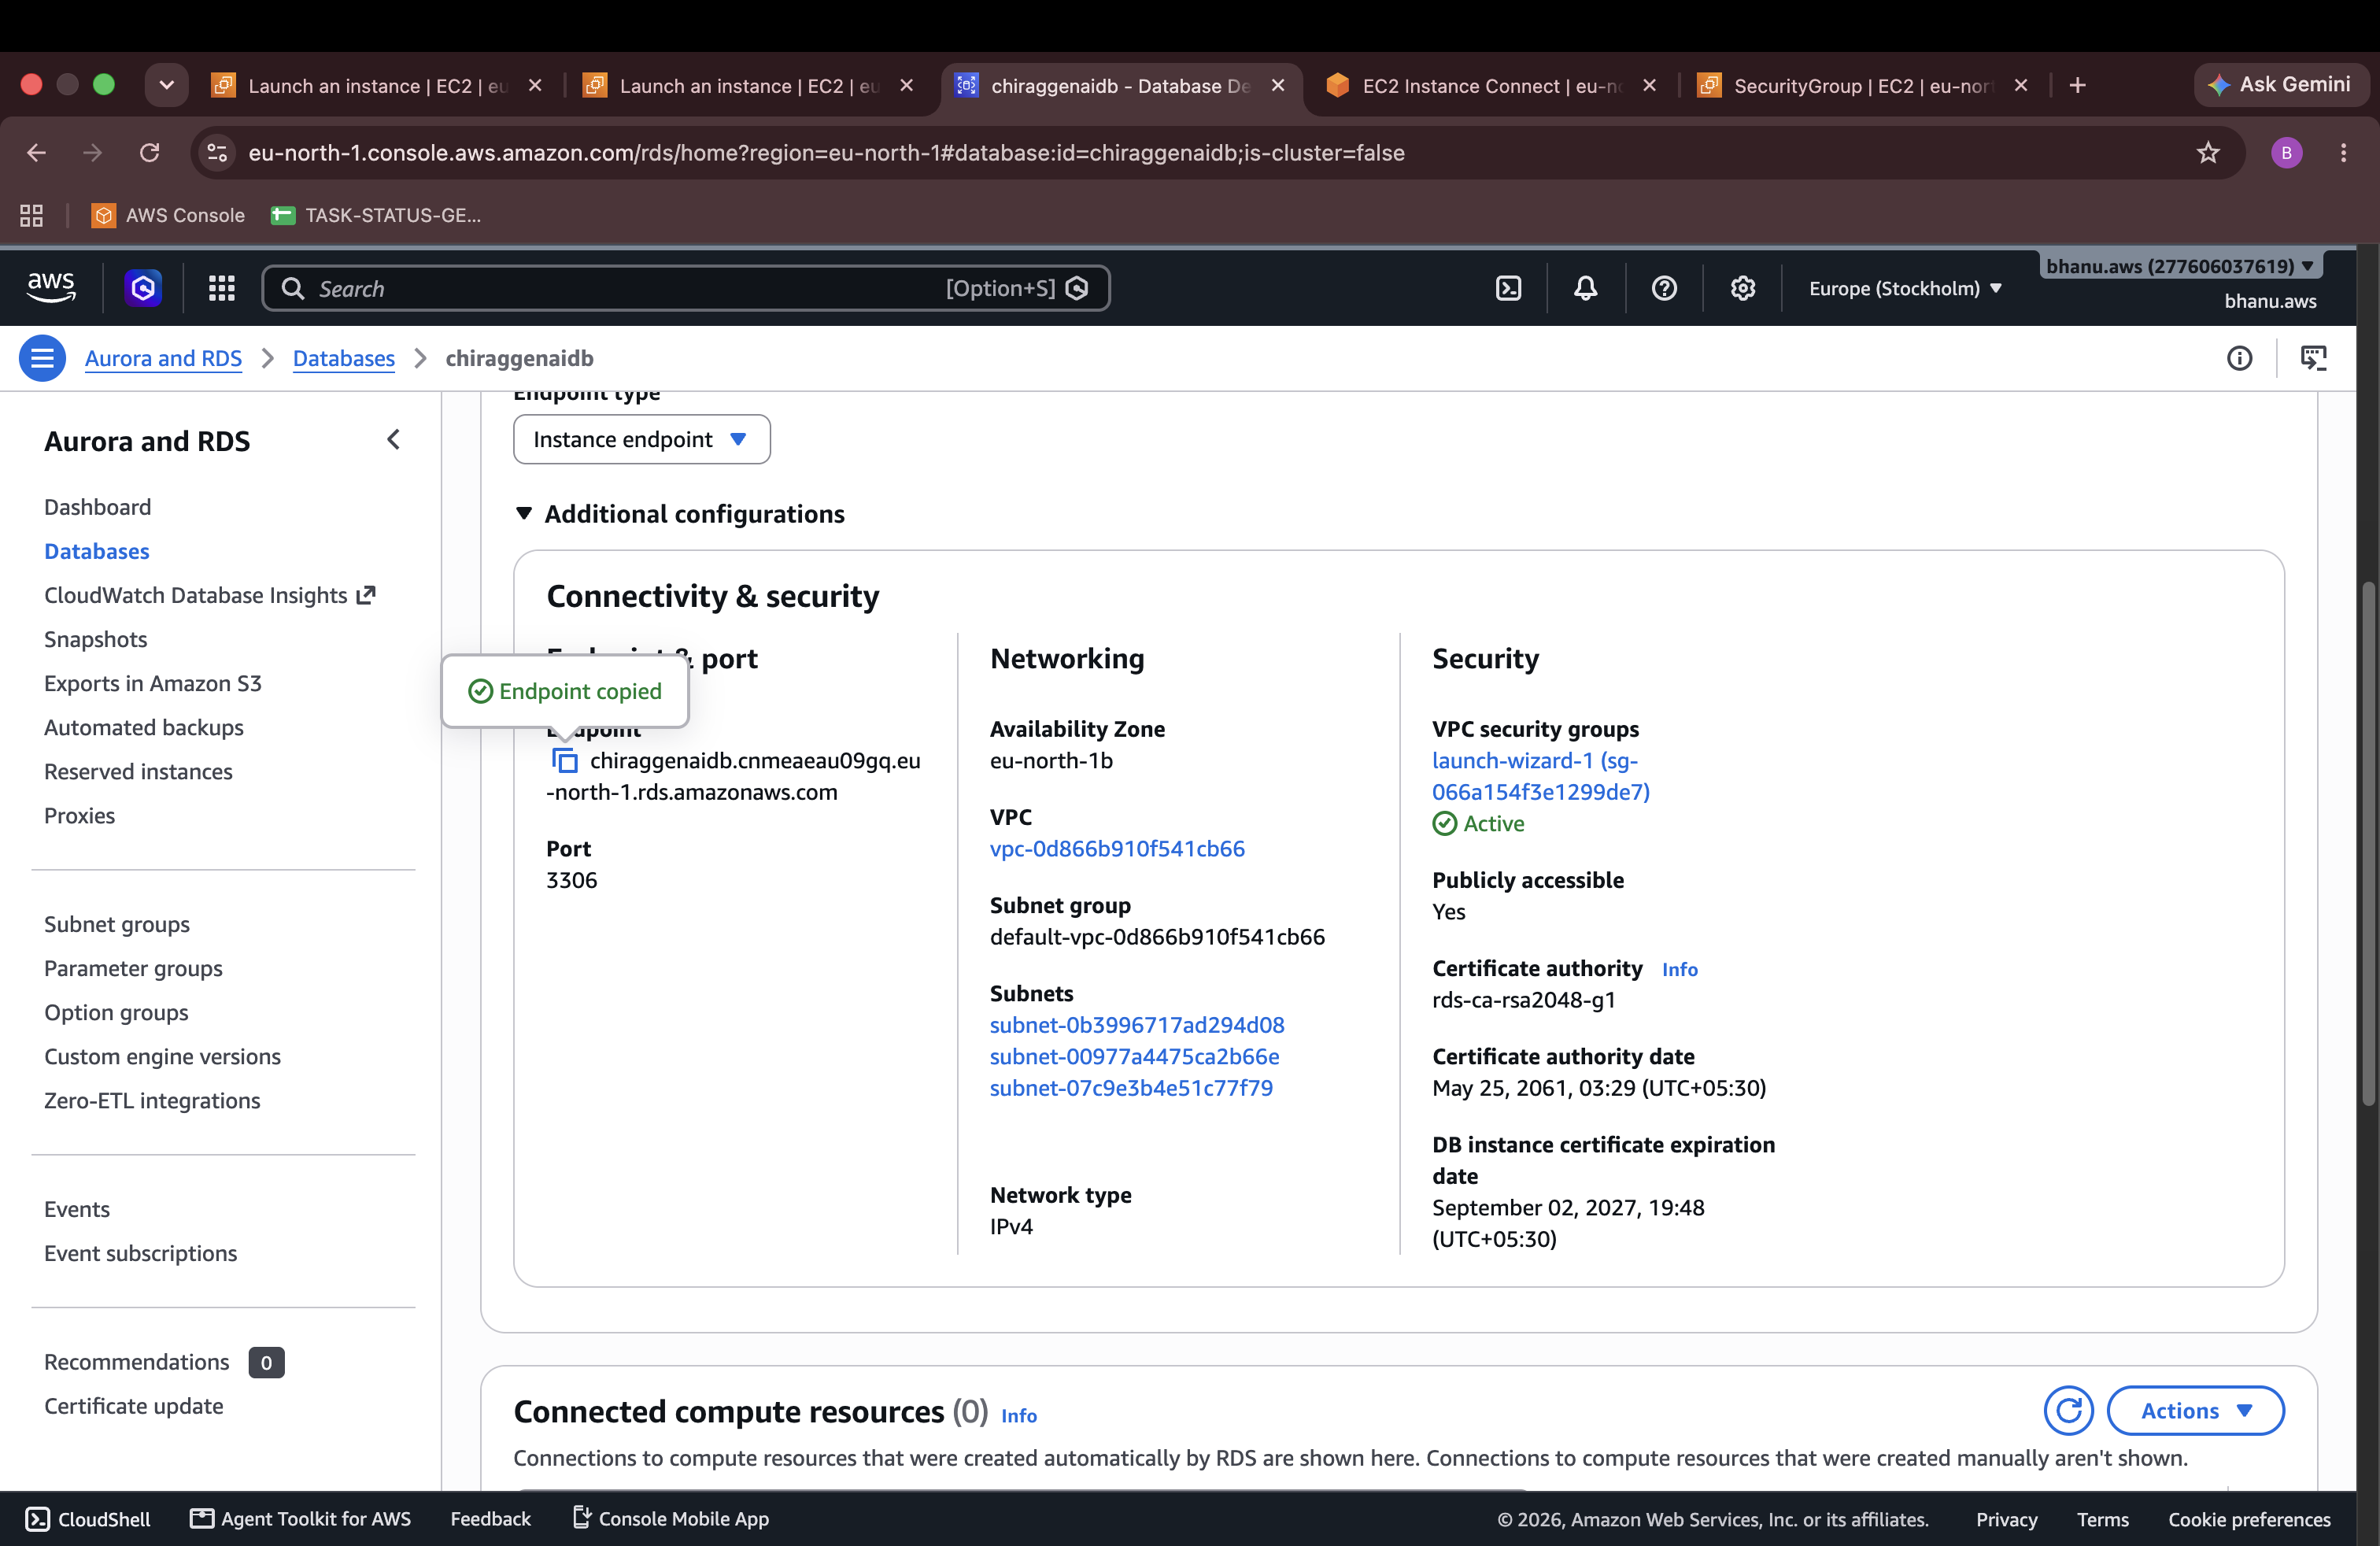 Launch an instance | EC2 | eu
Launch an instance | EC2 | eu
chiraggenaidb - Database De
EC2 Instance Connect | eu-no
SecurityGroup | EC2 | eu-nort
Ask Gemini
eu-north-1.console.aws.amazon.com/rds/home?region=eu-north-1#database:id=chiraggenaidb;is-cluster=false
B
AWS Console
TASK-STATUS-GE...
aws
Search
[Option+S]
Europe (Stockholm)
bhanu.aws (277606037619)
bhanu.aws
Aurora and RDS > Databases > chiraggenaidb
Aurora and RDS
Dashboard
Databases
CloudWatch Database Insights
Snapshots
Exports in Amazon S3
Automated backups
Reserved instances
Proxies
Subnet groups
Parameter groups
Option groups
Custom engine versions
Zero-ETL integrations
Events
Event subscriptions
Recommendations 0
Certificate update
Endpoint type
Instance endpoint
Additional configurations
Connectivity & security
Endpoint & port
Endpoint copied
Endpoint
chiraggenaidb.cnmeaeau09gq.eu
-north-1.rds.amazonaws.com
Port
3306
Networking
Availability Zone
eu-north-1b
VPC
vpc-0d866b910f541cb66
Subnet group
default-vpc-0d866b910f541cb66
Subnets
subnet-0b3996717ad294d08
subnet-00977a4475ca2b66e
subnet-07c9e3b4e51c77f79
Network type
IPv4
Security
VPC security groups
launch-wizard-1 (sg-
066a154f3e1299de7)
Active
Publicly accessible
Yes
Certificate authority Info
rds-ca-rsa2048-g1
Certificate authority date
May 25, 2061, 03:29 (UTC+05:30)
DB instance certificate expiration
date
September 02, 2027, 19:48
(UTC+05:30)
Connected compute resources (0) Info
Actions
Connections to compute resources that were created automatically by RDS are shown here. Connections to compute resources that were created manually aren't shown.
CloudShell
Agent Toolkit for AWS
Feedback
Console Mobile App
© 2026, Amazon Web Services, Inc. or its affiliates.
Privacy
Terms
Cookie preferences